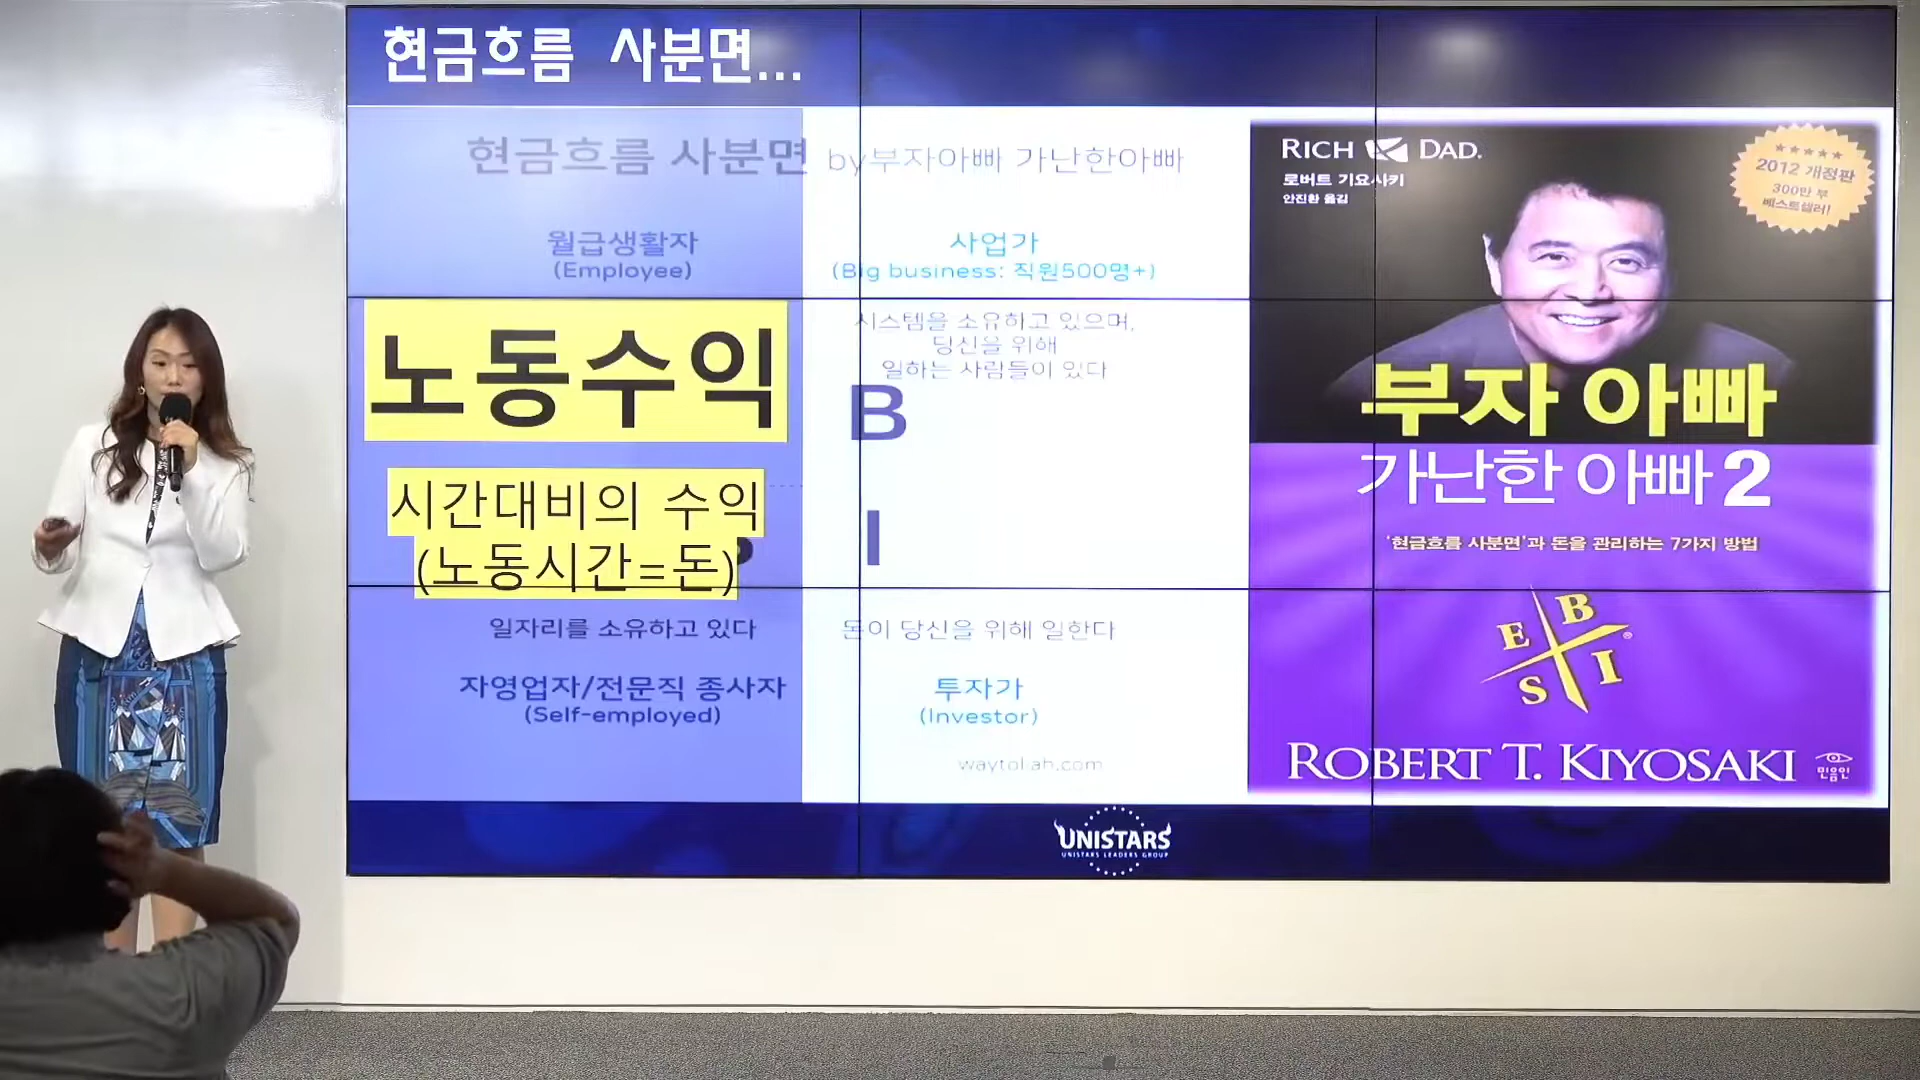 현금흐름 사분면...
현금흐름 사분면 by부자아빠 가난한아빠
월급생활자
(Employee)
사업가
(Big business: 직원500명+)
노동수익
시스템을 소유하고 있으며,
당신을 위해
일하는 사람들이 있다
B
시간대비의 수익
(노동시간=돈)
I
일자리를 소유하고 있다
돈이 당신을 위해 일한다
자영업자/전문직 종사자
(Self-employed)
투자가
(Investor)
RICH DAD.
로버트 기요사키
안진환 옮김
★★★★★
2012 개정판
300만 부
베스트셀러!
부자 아빠
가난한 아빠 2
'현금흐름 사분면'과 돈을 관리하는 7가지 방법
E B
S I
®
ROBERT T. KIYOSAKI
민음인
UNISTARS
UNISTARS LEADERS GROUP